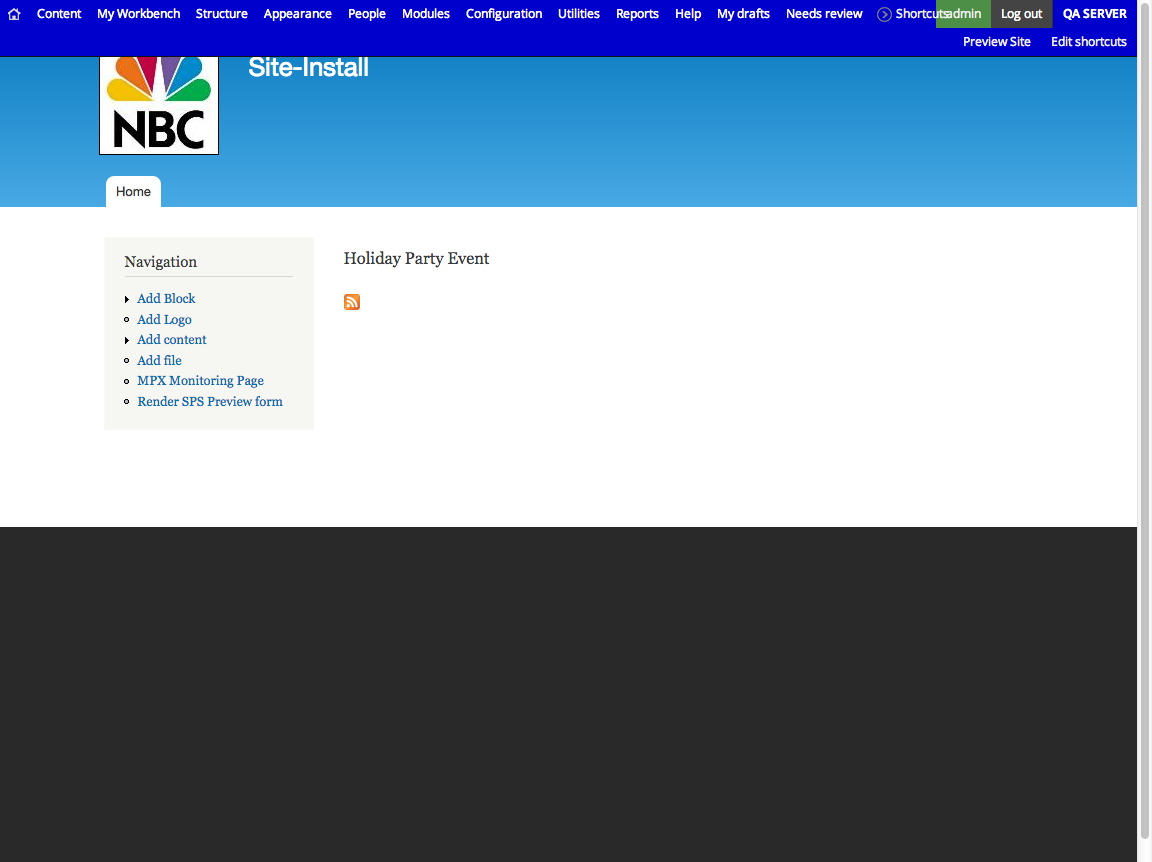 Content My Workbench Structure Appearance People Modules Configuration Utilities Reports Help My drafts Needs review Shortcuts admin Log out QA SERVER
Preview Site Edit shortcuts
Site-Install
NBC
Home
Navigation
Add Block
Add Logo
Add content
Add file
MPX Monitoring Page
Render SPS Preview form
Holiday Party Event